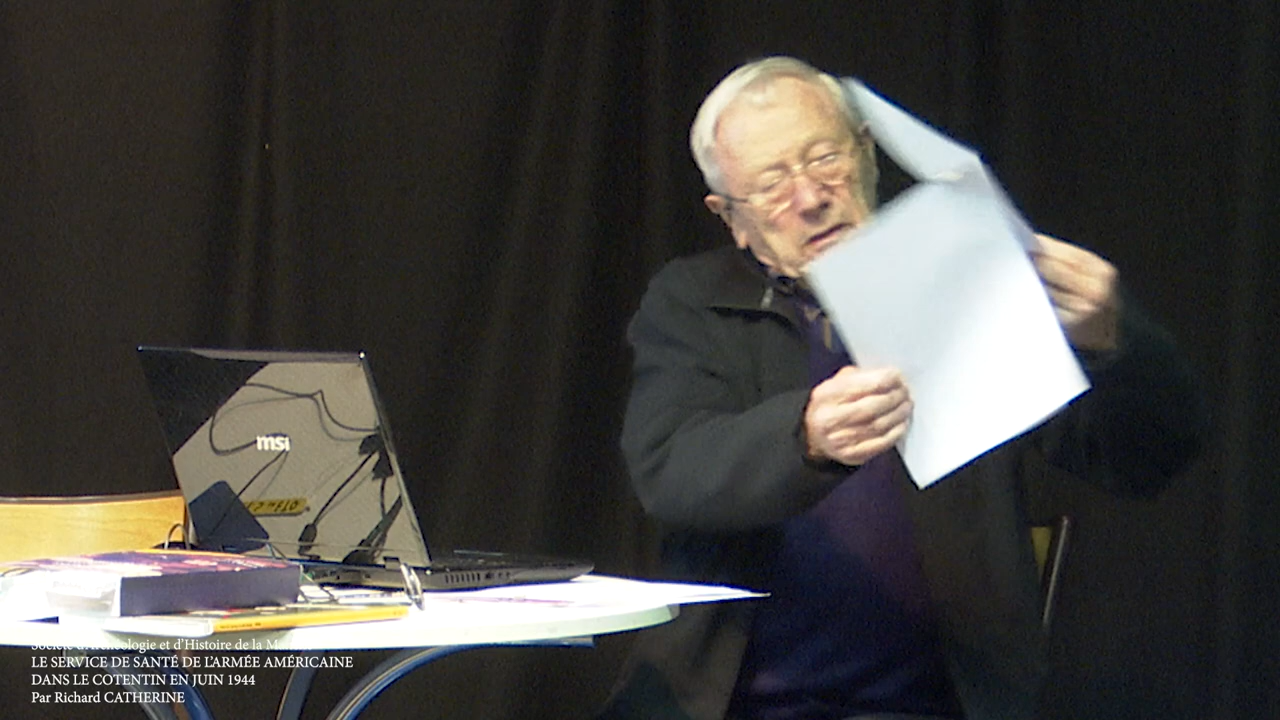 msi
Société d'Archéologie et d'Histoire de la
LE SERVICE DE SANTÉ DE L'ARMÉE AMÉRICAINE
DANS LE COTENTIN EN JUIN 1944
Par Richard CATHERINE